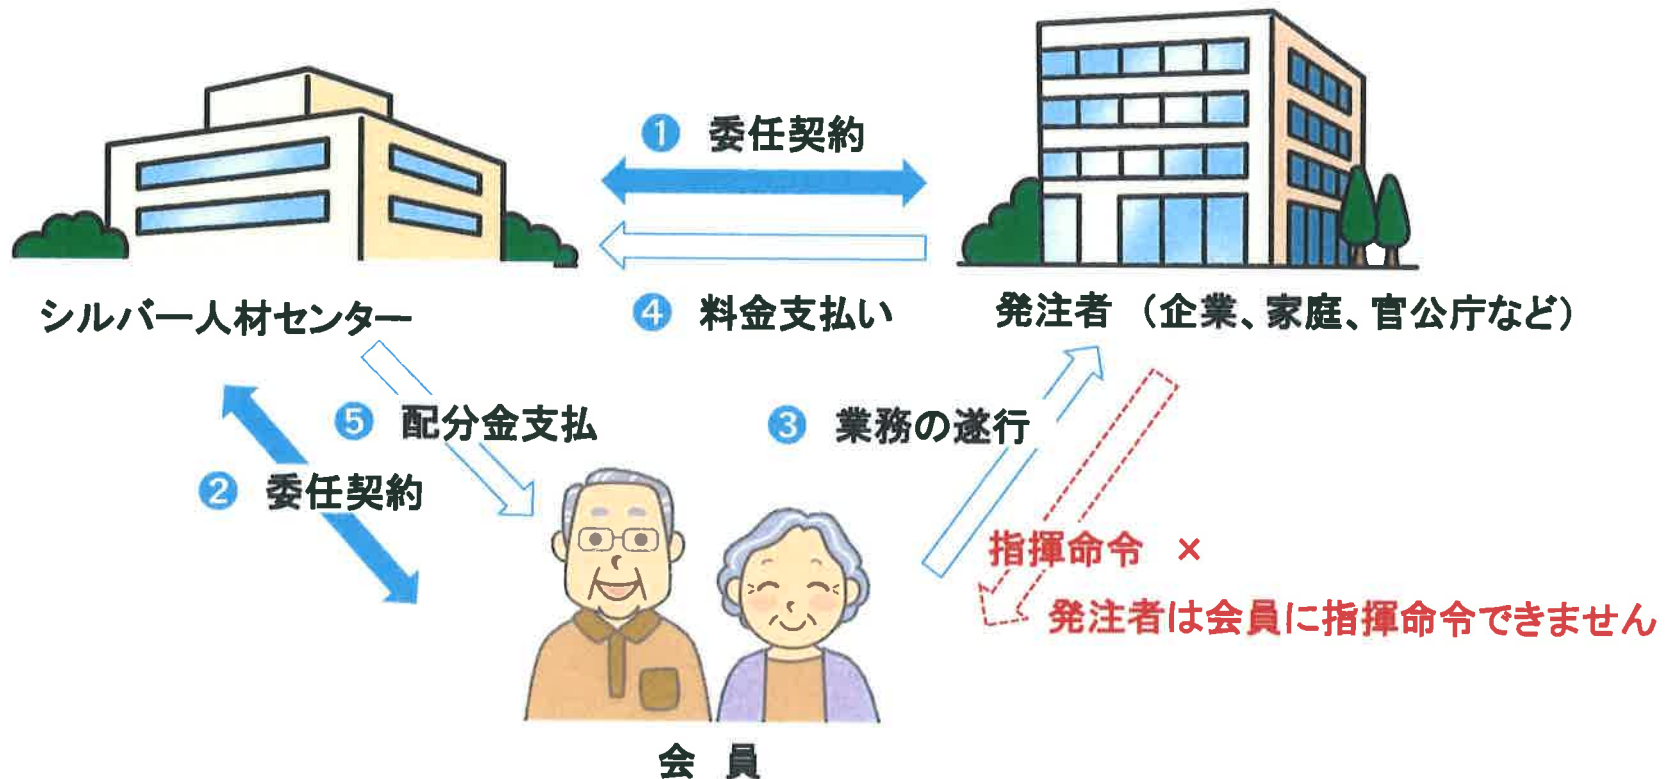 ❶ 委任契約
❹ 料金支払い
シルバー人材センター
発注者（企業、家庭、官公庁など）
❺ 配分金支払
❸ 業務の遂行
❷ 委任契約
指揮命令 ×
発注者は会員に指揮命令できません
会 員